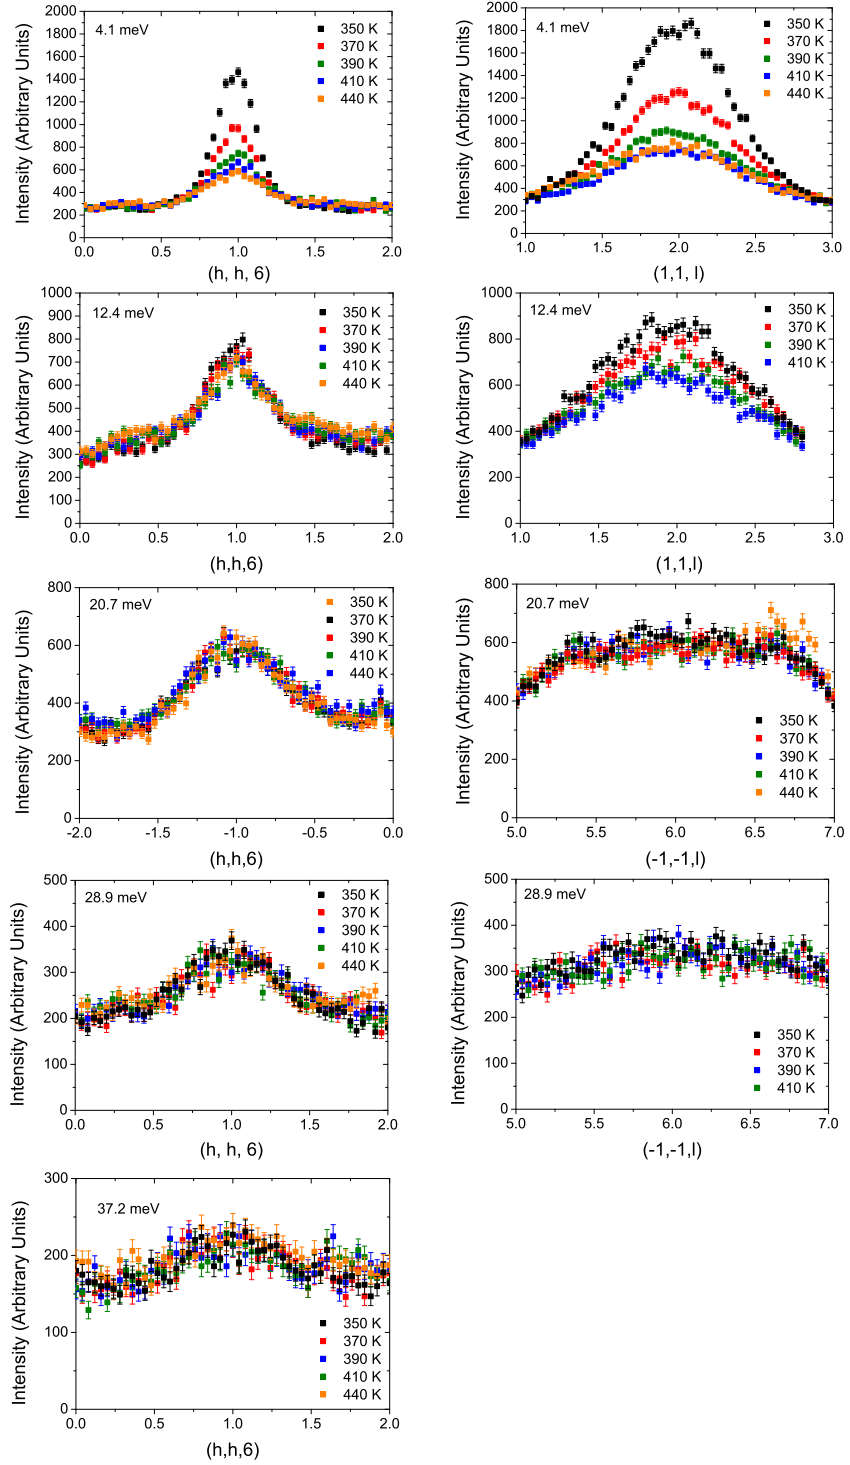 4.1 meV
350 K
370 K
390 K
410 K
440 K
2000
1800
1600
1400
1200
1000
800
600
400
200
0
0.0 0.5 1.0 1.5 2.0
Intensity (Arbitrary Units)
(h, h, 6)
4.1 meV
350 K
370 K
390 K
410 K
440 K
2000
1800
1600
1400
1200
1000
800
600
400
200
0
1.0 1.5 2.0 2.5 3.0
Intensity (Arbitrary Units)
(1,1, l)
12.4 meV
350 K
370 K
390 K
410 K
440 K
1000
900
800
700
600
500
400
300
200
100
0
0.0 0.5 1.0 1.5 2.0
Intensity (Arbitrary Units)
(h,h,6)
12.4 meV
350 K
370 K
390 K
410 K
1000
800
600
400
200
0
1.0 1.5 2.0 2.5 3.0
Intensity (Arbitrary Units)
(1,1,l)
20.7 meV
350 K
370 K
390 K
410 K
440 K
800
600
400
200
0
-2.0 -1.5 -1.0 -0.5 0.0
Intensity (Arbitrary Units)
(h,h,6)
20.7 meV
350 K
370 K
390 K
410 K
440 K
800
600
400
200
0
5.0 5.5 6.0 6.5 7.0
Intensity (Arbitrary Units)
(-1,-1,l)
28.9 meV
350 K
370 K
390 K
410 K
440 K
500
400
300
200
100
0
0.0 0.5 1.0 1.5 2.0
Intensity (Arbitrary Units)
(h, h, 6)
28.9 meV
350 K
370 K
390 K
410 K
500
400
300
200
100
0
5.0 5.5 6.0 6.5 7.0
Intensity (Arbitrary Units)
(-1,-1,l)
37.2 meV
350 K
370 K
390 K
410 K
440 K
300
200
100
0
0.0 0.5 1.0 1.5 2.0
Intensity (Arbitrary Units)
(h,h,6)